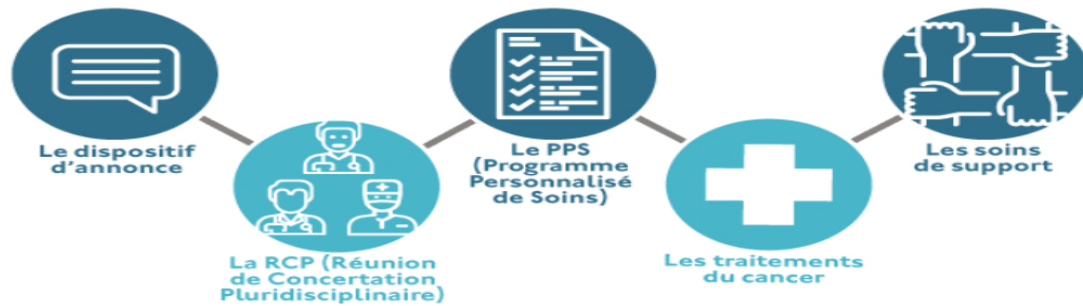 Le dispositif
d'annonce
La RCP (Réunion
de Concertation
Pluridisciplinaire)
Le PPS
(Programme
Personnalisé
de Soins)
Les traitements
du cancer
Les soins
de support